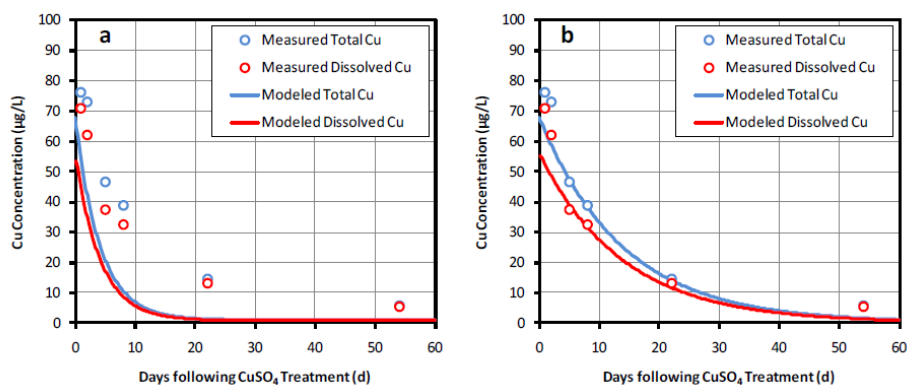 a
Measured Total Cu
Measured Dissolved Cu
Modeled Total Cu
Modeled Dissolved Cu
100
90
80
70
60
50
40
30
20
10
0
Cu Concentration (µg/L)
0 10 20 30 40 50 60
Days following CuSO₄ Treatment (d)
b
Measured Total Cu
Measured Dissolved Cu
Modeled Total Cu
Modeled Dissolved Cu
100
90
80
70
60
50
40
30
20
10
0
Cu Concentration (µg/L)
0 10 20 30 40 50 60
Days following CuSO₄ Treatment (d)